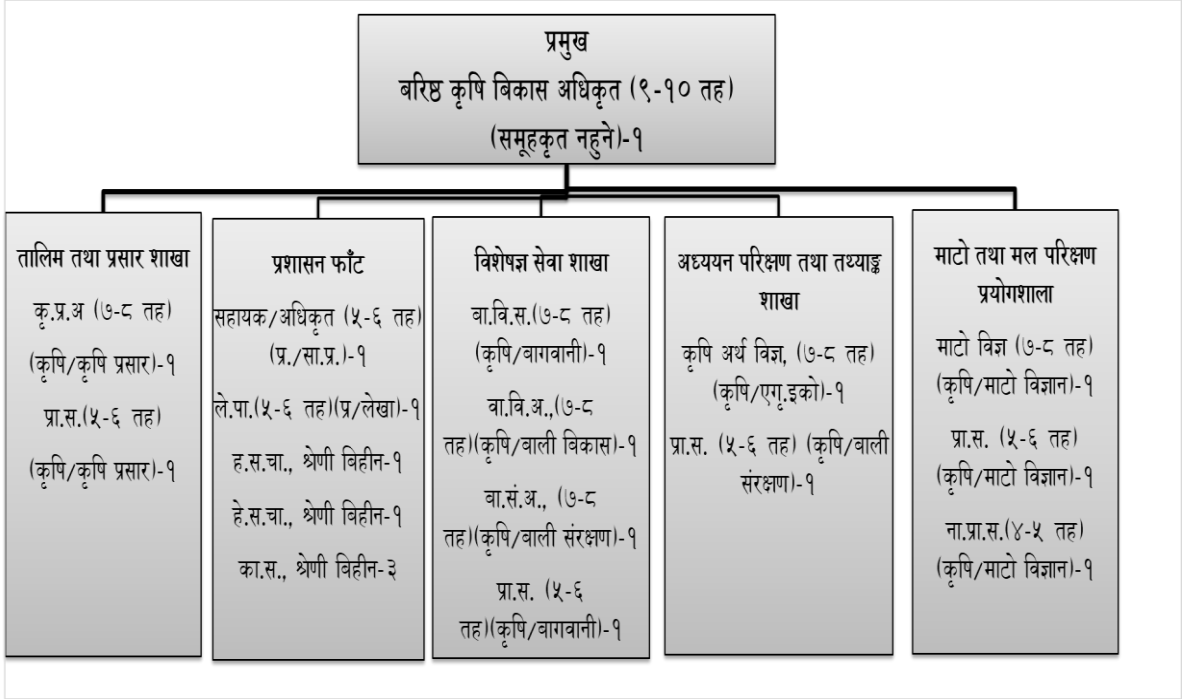 प्रमुख
बरिष्ठ कृषि बिकास अधिकृत (९-१० तह)
(समूहकृत नहुने)-१
तालिम तथा प्रसार शाखा
कृ.प्र.अ (७-८ तह)
(कृषि/कृषि प्रसार)-१
प्रा.स.(५-६ तह)
(कृषि/कृषि प्रसार)-१
प्रशासन फाँट
सहायक/अधिकृत (५-६ तह)
(प्र./सा.प्र.)-१
ले.पा.(५-६ तह)(प्र/लेखा)-१
ह.स.चा., श्रेणी बिहीन-१
हे.स.चा., श्रेणी बिहीन-१
का.स., श्रेणी बिहीन-३
विशेषज्ञ सेवा शाखा
वा.वि.स.(७-८ तह)
(कृषि/बागवानी)-१
वा.वि.अ.,(७-८
तह)(कृषि/बाली विकास)-१
वा.सं.अ., (७-८
तह)(कृषि/बाली संरक्षण)-१
प्रा.स. (५-६
तह)(कृषि/बागवानी)-१
अध्ययन परिक्षण तथा तथ्याङ्क
शाखा
कृषि अर्थ विज्ञ, (७-८ तह)
(कृषि/एगृ.इको)-१
प्रा.स. (५-६ तह) (कृषि/बाली
संरक्षण)-१
माटो तथा मल परिक्षण
प्रयोगशाला
माटो विज्ञ (७-८ तह)
(कृषि/माटो विज्ञान)-१
प्रा.स. (५-६ तह)
(कृषि/माटो विज्ञान)-१
ना.प्रा.स.(४-५ तह)
(कृषि/माटो विज्ञान)-१